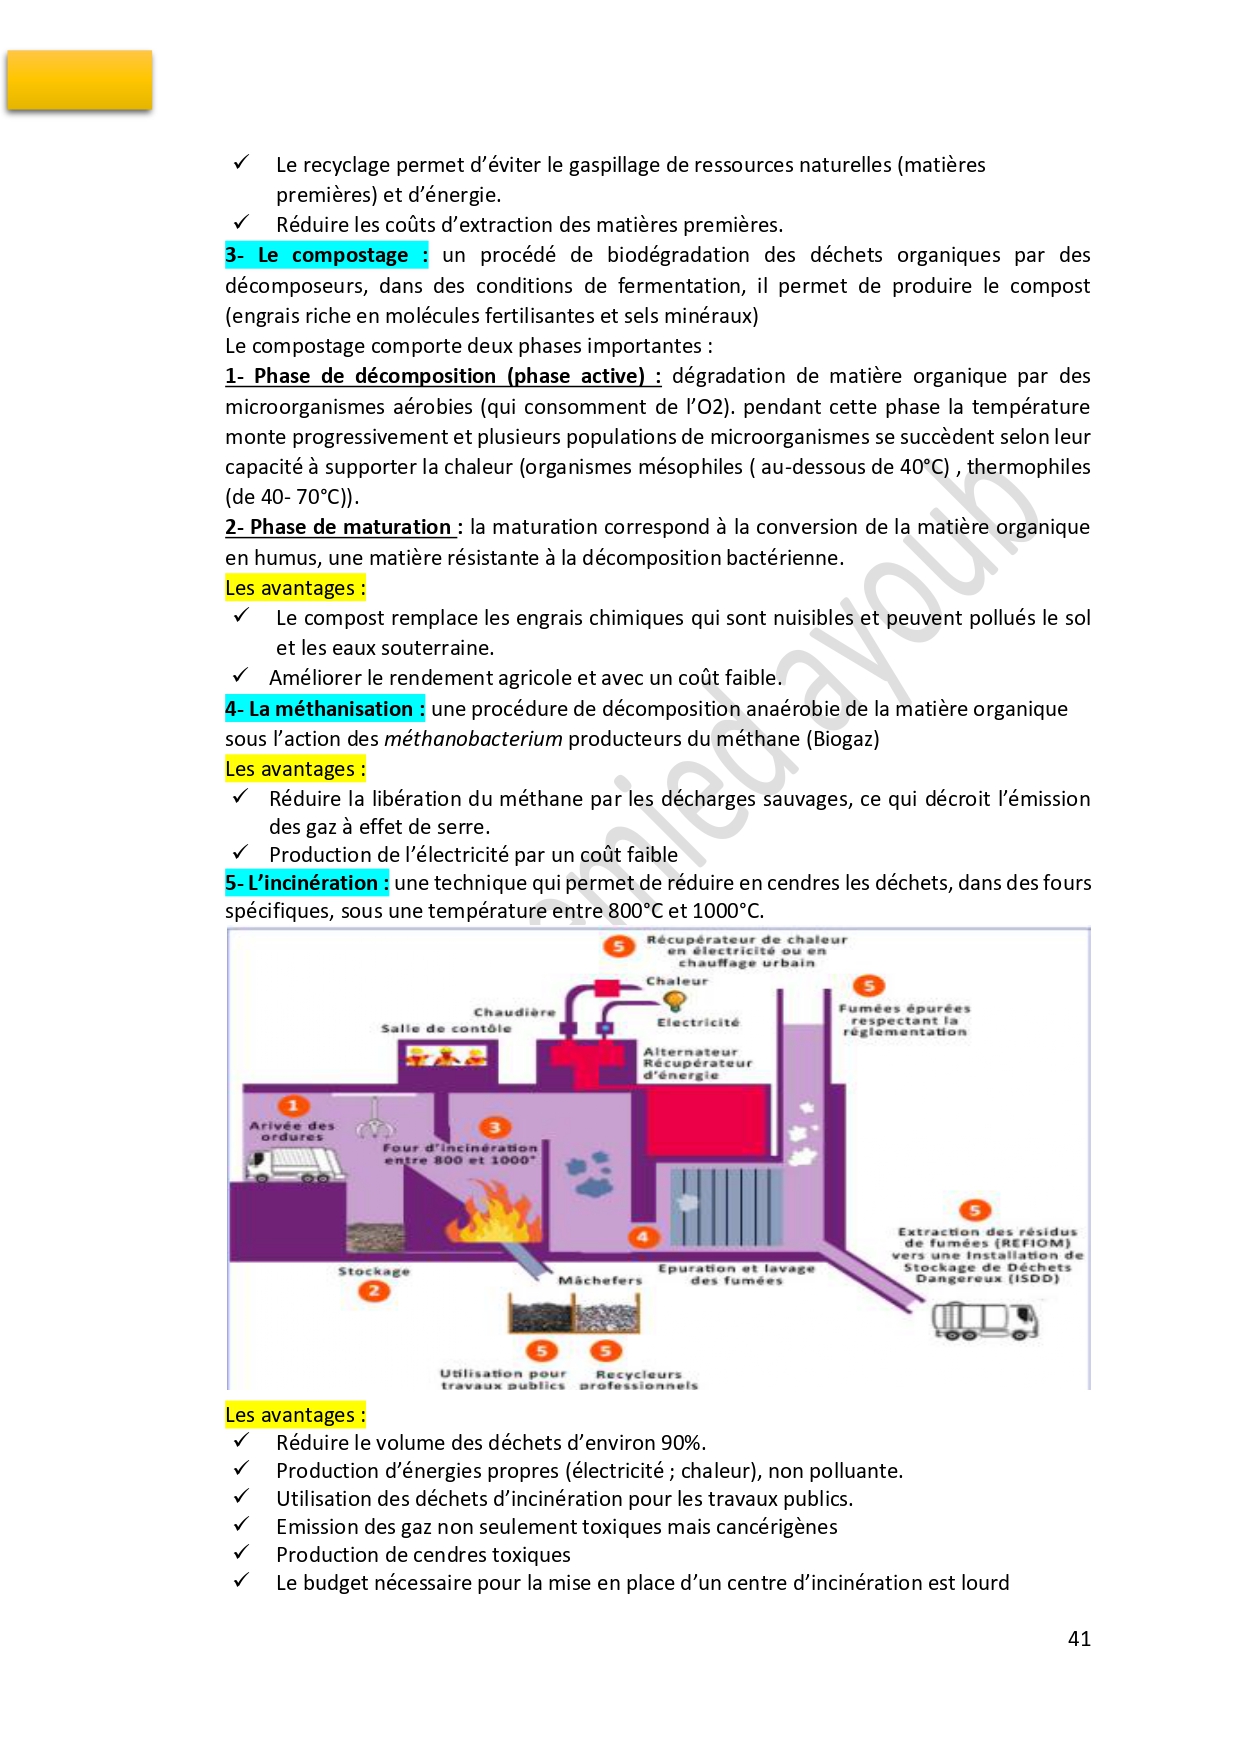 ✓ Le recyclage permet d’éviter le gaspillage de ressources naturelles (matières
premières) et d’énergie.
✓ Réduire les coûts d’extraction des matières premières.
3- Le compostage : un procédé de biodégradation des déchets organiques par des
décomposeurs, dans des conditions de fermentation, il permet de produire le compost
(engrais riche en molécules fertilisantes et sels minéraux)
Le compostage comporte deux phases importantes :
1- Phase de décomposition (phase active) : dégradation de matière organique par des
microorganismes aérobies (qui consomment de l’O2). pendant cette phase la température
monte progressivement et plusieurs populations de microorganismes se succèdent selon leur
capacité à supporter la chaleur (organismes mésophiles ( au-dessous de 40°C) , thermophiles
(de 40- 70°C)).
2- Phase de maturation : la maturation correspond à la conversion de la matière organique
en humus, une matière résistante à la décomposition bactérienne.
Les avantages :
✓ Le compost remplace les engrais chimiques qui sont nuisibles et peuvent pollués le sol
et les eaux souterraine.
✓ Améliorer le rendement agricole et avec un coût faible.
4- La méthanisation : une procédure de décomposition anaérobie de la matière organique
sous l’action des méthanobacterium producteurs du méthane (Biogaz)
Les avantages :
✓ Réduire la libération du méthane par les décharges sauvages, ce qui décroit l’émission
des gaz à effet de serre.
✓ Production de l’électricité par un coût faible
5- L’incinération : une technique qui permet de réduire en cendres les déchets, dans des fours
spécifiques, sous une température entre 800°C et 1000°C.
5 Récupérateur de chaleur
en électricité ou en
chauffage urbain
Chaleur
5
Fumées épurées
respectant la
réglementation
Chaudière
Electricité
Salle de contôle
Alternateur
Récupérateur
d’énergie
1
Arivée des
ordures
3
Four d’incinération
entre 800 et 1000°
5
Extraction des résidus
de fumées (REFIOM)
vers une Installation de
Stockage de Déchets
Dangereux (ISDD)
4
Epuration et lavage
des fumées
Stockage
2
Mâchefers
5 5
Utilisation pour
travaux publics
Recycleurs
professionnels
Les avantages :
✓ Réduire le volume des déchets d’environ 90%.
✓ Production d’énergies propres (électricité ; chaleur), non polluante.
✓ Utilisation des déchets d’incinération pour les travaux publics.
✓ Emission des gaz non seulement toxiques mais cancérigènes
✓ Production de cendres toxiques
✓ Le budget nécessaire pour la mise en place d’un centre d’incinération est lourd
41
ayoub